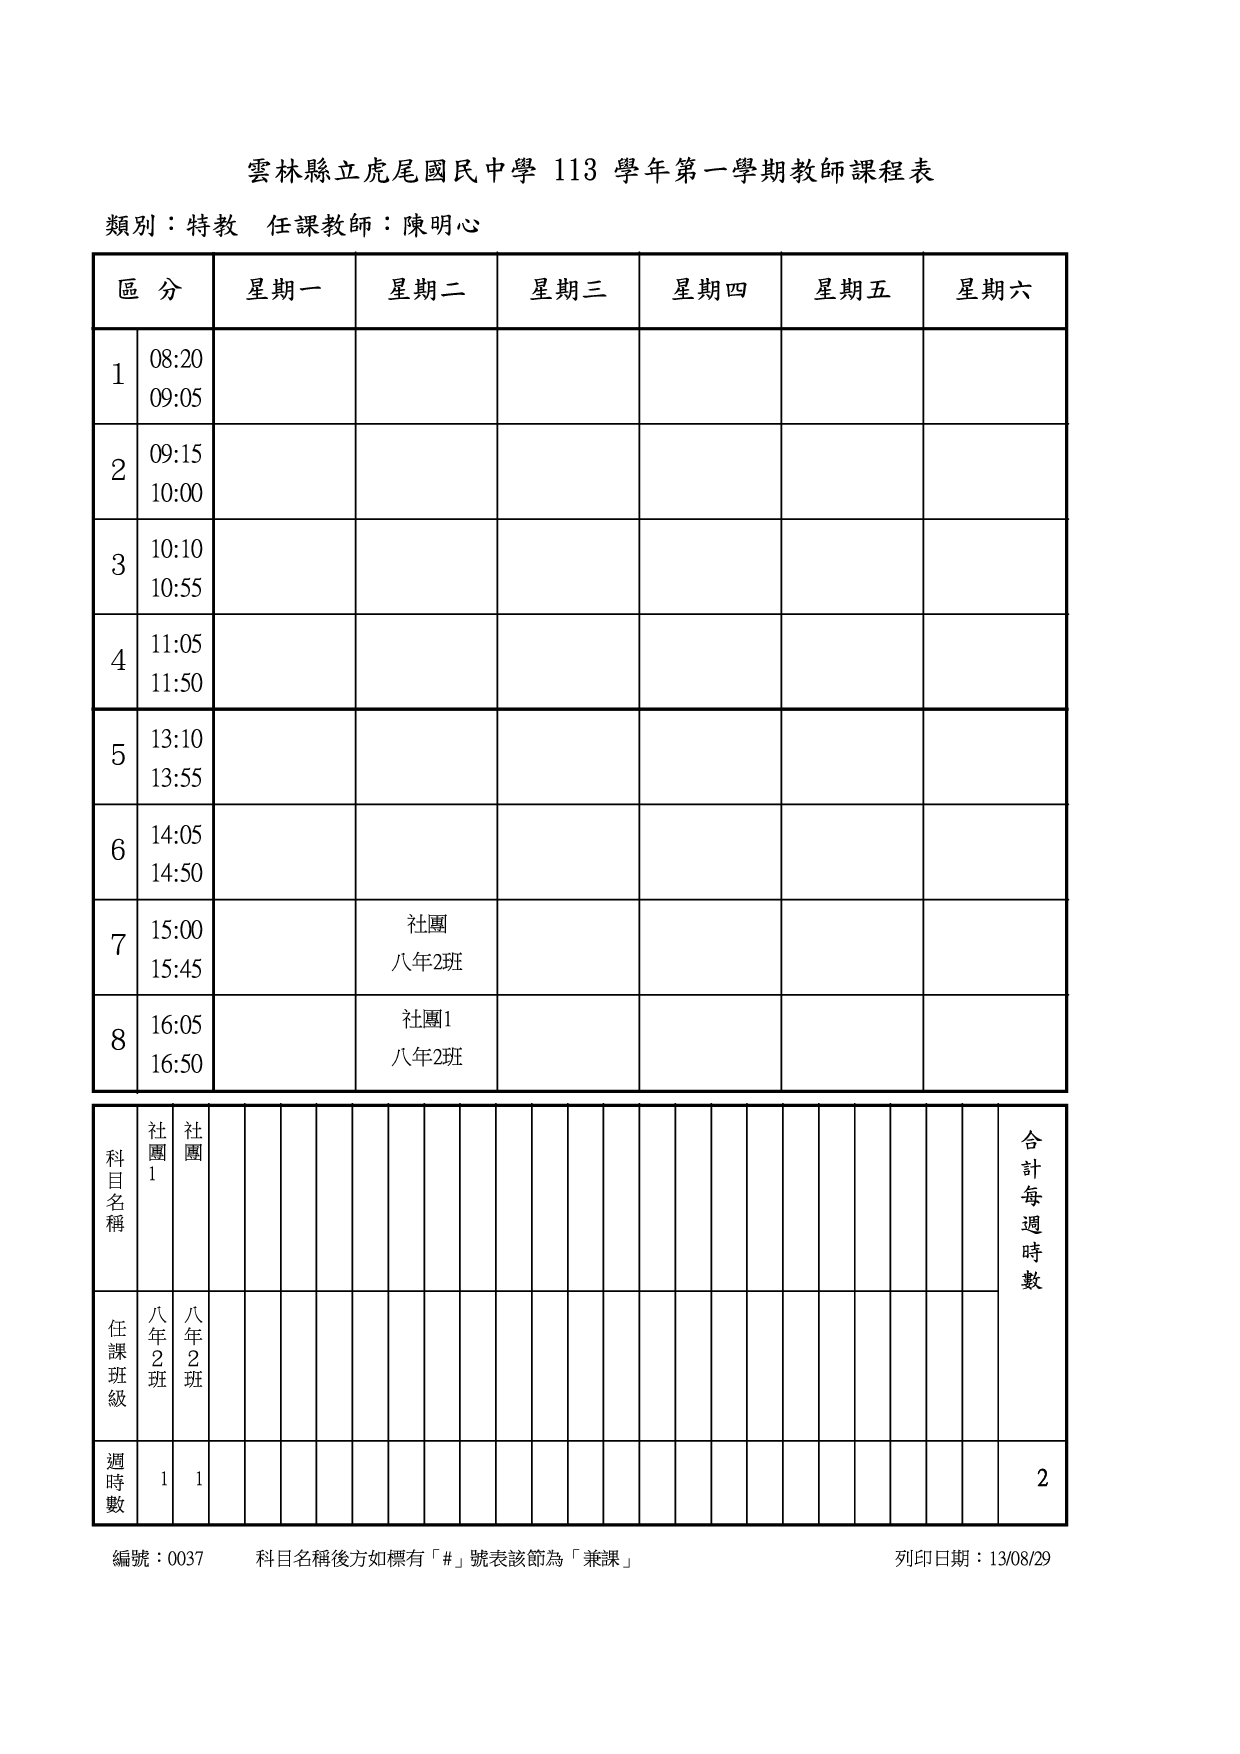 雲林縣立虎尾國民中學 113 學年第一學期教師課程表
類別：特教　任課教師：陳明心
區 分 星期一 星期二 星期三 星期四 星期五 星期六
1 08:20
09:05
2 09:15
10:00
3 10:10
10:55
4 11:05
11:50
5 13:10
13:55
6 14:05
14:50
7 15:00 社團
15:45 八年2班
8 16:05 社團1
16:50 八年2班
科目名稱 社團1 社團 合計每週時數
任課班級 八年2班 八年2班
週時數 1 1 2
編號：0037 科目名稱後方如標有「#」號表該節為「兼課」 列印日期：13/08/29